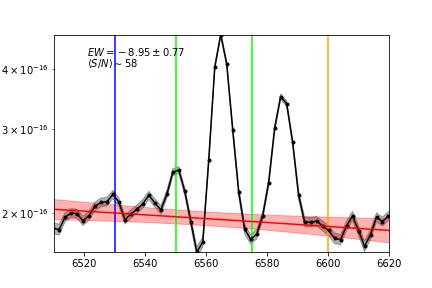 EW = −8.95 ± 0.77
⟨S/N⟩ ~ 58
4 × 10⁻¹⁶
3 × 10⁻¹⁶
2 × 10⁻¹⁶
6520 6540 6560 6580 6600 6620